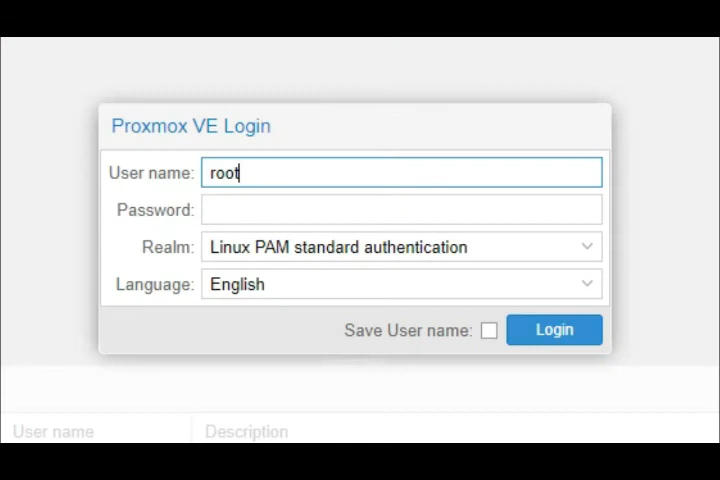 Proxmox VE Login
User name: root
Password:
Realm: Linux PAM standard authentication
Language: English
Save User name: Login
User name Description